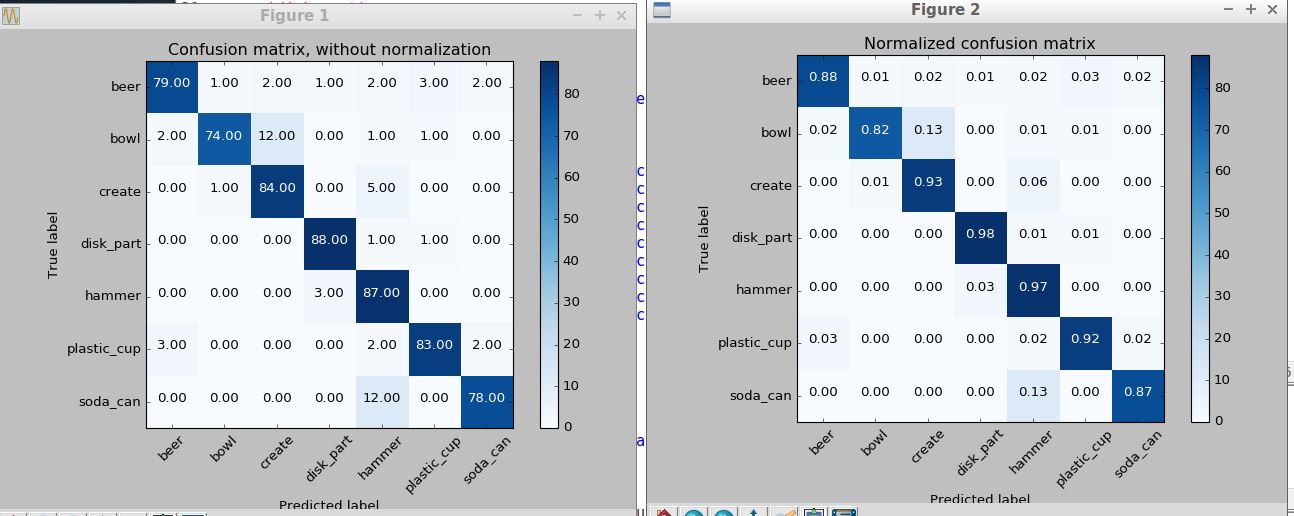 Figure 1
Confusion matrix, without normalization
beer 79.00 1.00 2.00 1.00 2.00 3.00 2.00
bowl 2.00 74.00 12.00 0.00 1.00 1.00 0.00
create 0.00 1.00 84.00 0.00 5.00 0.00 0.00
disk_part 0.00 0.00 0.00 88.00 1.00 1.00 0.00
hammer 0.00 0.00 0.00 3.00 87.00 0.00 0.00
plastic_cup 3.00 0.00 0.00 0.00 2.00 83.00 2.00
soda_can 0.00 0.00 0.00 0.00 12.00 0.00 78.00
True label
beer bowl create disk_part hammer plastic_cup soda_can
Predicted label
80
70
60
50
40
30
20
10
0
e
c
c
c
c
c
c
c
c
c
a
Figure 2
Normalized confusion matrix
beer 0.88 0.01 0.02 0.01 0.02 0.03 0.02
bowl 0.02 0.82 0.13 0.00 0.01 0.01 0.00
create 0.00 0.01 0.93 0.00 0.06 0.00 0.00
disk_part 0.00 0.00 0.00 0.98 0.01 0.01 0.00
hammer 0.00 0.00 0.00 0.03 0.97 0.00 0.00
plastic_cup 0.03 0.00 0.00 0.00 0.02 0.92 0.02
soda_can 0.00 0.00 0.00 0.00 0.13 0.00 0.87
True label
beer bowl create disk_part hammer plastic_cup soda_can
Predicted label
80
70
60
50
40
30
20
10
0